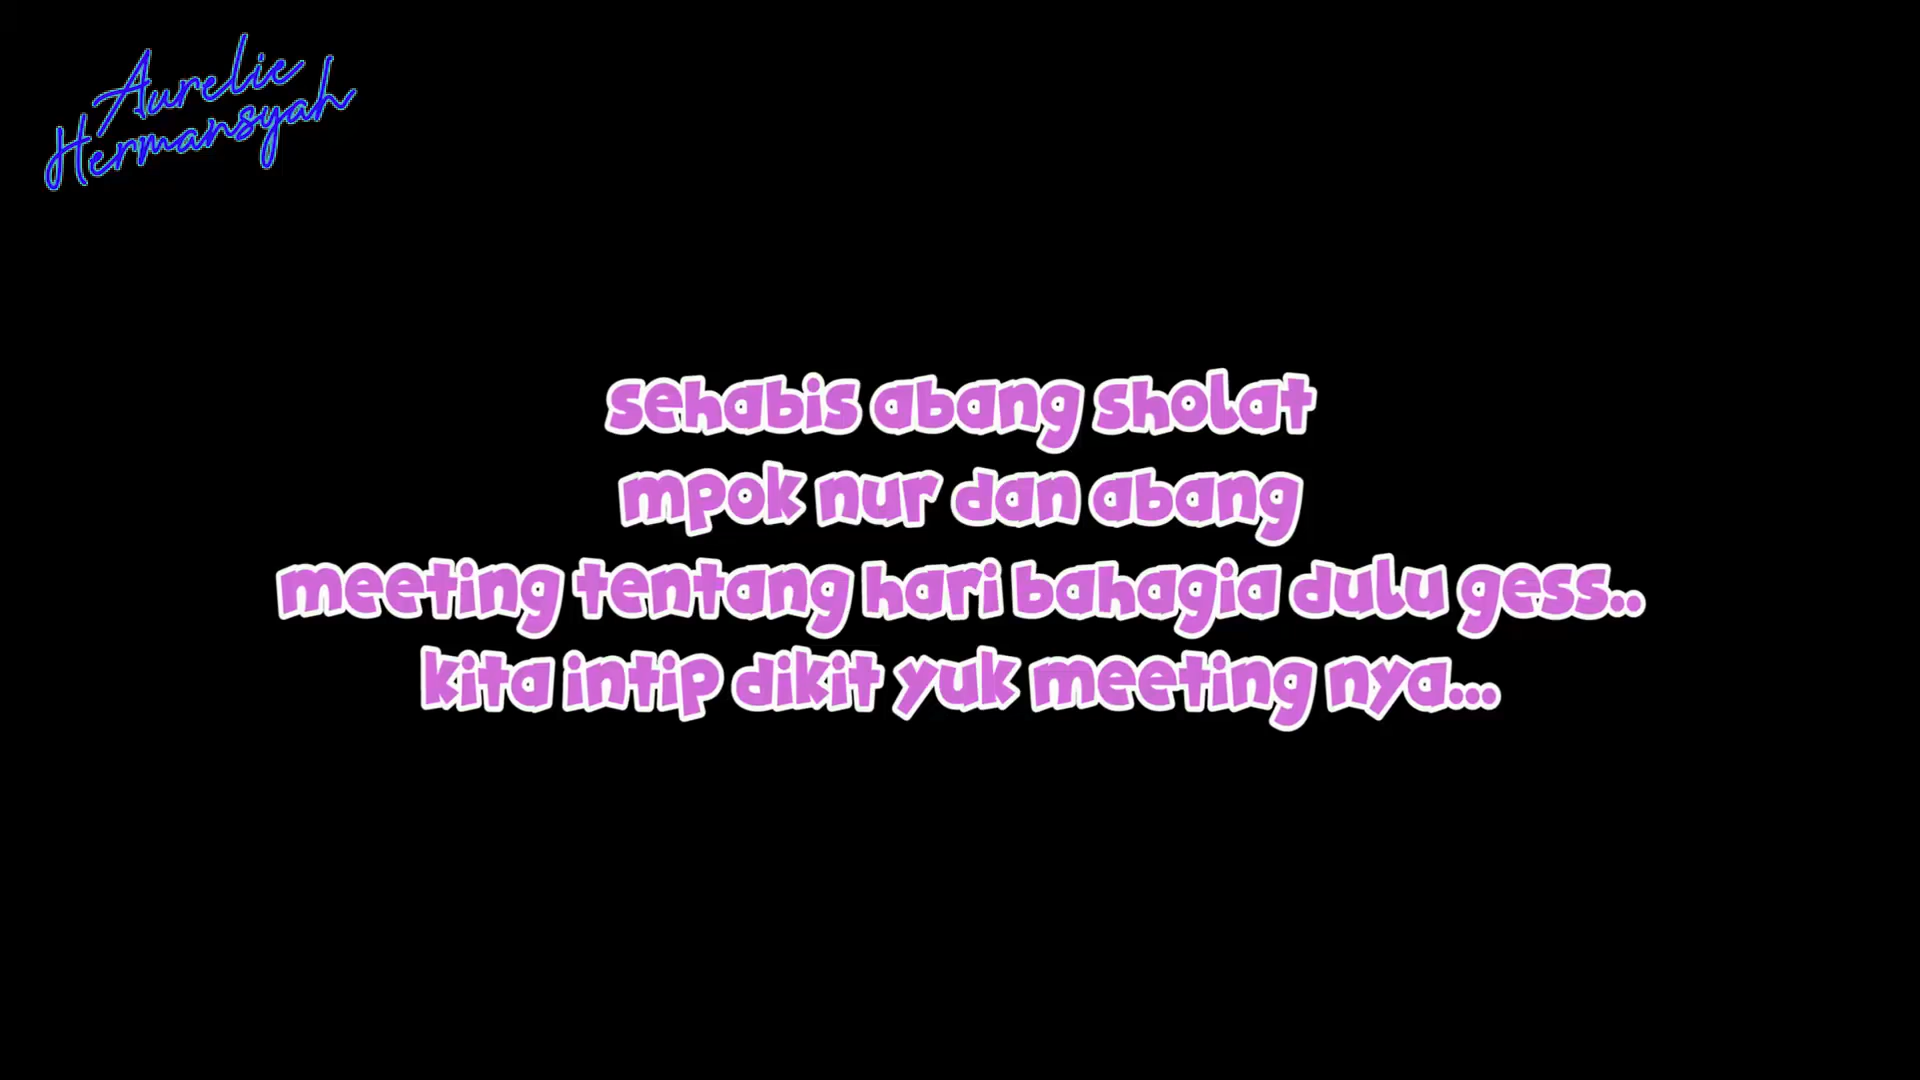 Aurelie
Hermansyah
sehabis abang sholat
mpok nur dan abang
meeting tentang hari bahagia dulu gess..
kita intip dikit yuk meeting nya...